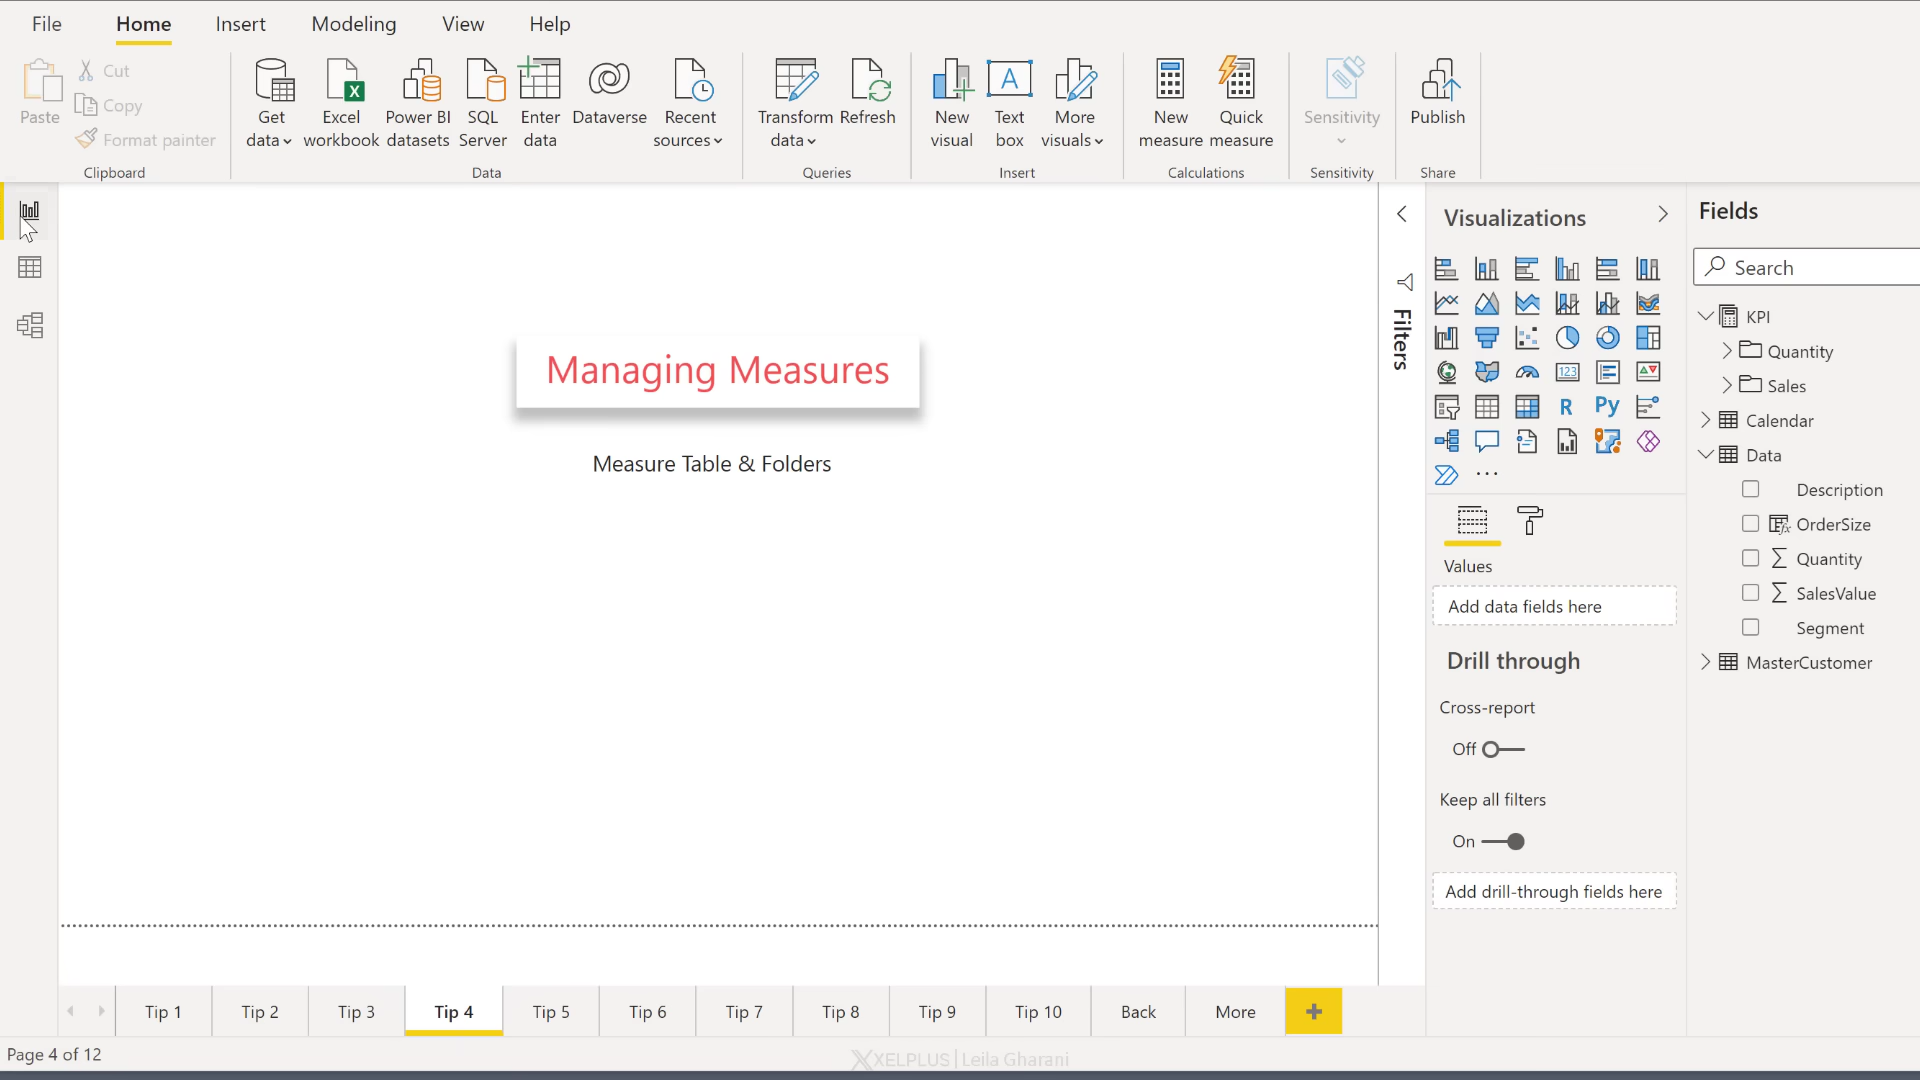 File Home Insert Modeling View Help
Paste
Cut
Copy
Format painter
Clipboard
Get data
Excel workbook
Power BI datasets
SQL Server
Enter data
Dataverse
Recent sources
Data
Transform data
Refresh
Queries
New visual
Text box
More visuals
Insert
New measure
Quick measure
Calculations
Sensitivity
Sensitivity
Publish
Share
Managing Measures
Measure Table & Folders
Filters
Visualizations
123
R
Py
Values
Add data fields here
Drill through
Cross-report
Off
Keep all filters
On
Add drill-through fields here
Fields
Search
KPI
Quantity
Sales
Calendar
Data
Description
OrderSize
Quantity
SalesValue
Segment
MasterCustomer
Tip 1 Tip 2 Tip 3 Tip 4 Tip 5 Tip 6 Tip 7 Tip 8 Tip 9 Tip 10 Back More
Page 4 of 12
XELPLUS | Leila Gharani